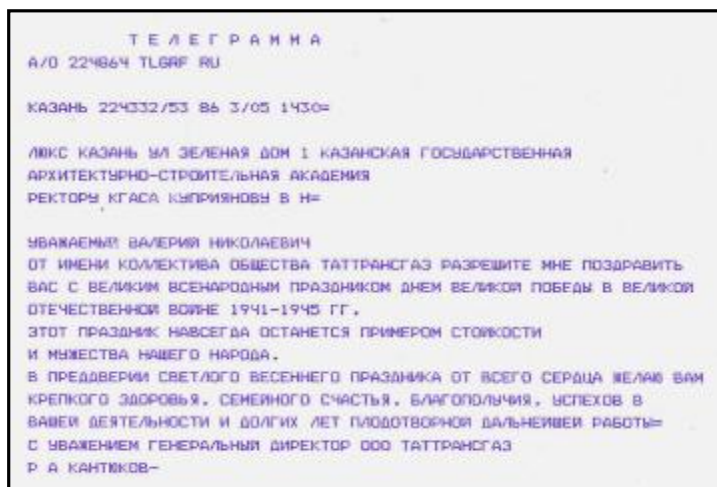 ТЕЛЕГРАММА
А/О 224864 TLGRF RU
КАЗАНЬ 224332/53 86 3/05 1430=
ЛЮКС КАЗАНЬ УЛ ЗЕЛЕНАЯ ДОМ 1 КАЗАНСКАЯ ГОСУДАРСТВЕННАЯ
АРХИТЕКТУРНО-СТРОИТЕЛЬНАЯ АКАДЕМИЯ
РЕКТОРУ КГАСА КУПРИЯНОВУ В Н=
УВАЖАЕМЫЙ ВАЛЕРИЙ НИКОЛАЕВИЧ
ОТ ИМЕНИ КОЛЛЕКТИВА ОБЩЕСТВА ТАТТРАНСГАЗ РАЗРЕШИТЕ МНЕ ПОЗДРАВИТЬ
ВАС С ВЕЛИКИМ ВСЕНАРОДНЫМ ПРАЗДНИКОМ ДНЕМ ВЕЛИКОЙ ПОБЕДЫ В ВЕЛИКОЙ
ОТЕЧЕСТВЕННОЙ ВОЙНЕ 1941-1945 ГГ.
ЭТОТ ПРАЗДНИК НАВСЕГДА ОСТАНЕТСЯ ПРИМЕРОМ СТОЙКОСТИ
И МУЖЕСТВА НАШЕГО НАРОДА.
В ПРЕДДВЕРИИ СВЕТЛОГО ВЕСЕННЕГО ПРАЗДНИКА ОТ ВСЕГО СЕРДЦА ЖЕЛАЮ ВАМ
КРЕПКОГО ЗДОРОВЬЯ, СЕМЕЙНОГО СЧАСТЬЯ, БЛАГОПОЛУЧИЯ, УСПЕХОВ В
ВАШЕЙ ДЕЯТЕЛЬНОСТИ И ДОЛГИХ ЛЕТ ПЛОДОТВОРНОЙ ДАЛЬНЕЙШЕЙ РАБОТЫ=
С УВАЖЕНИЕМ ГЕНЕРАЛЬНЫЙ ДИРЕКТОР ООО ТАТТРАНСГАЗ
Р А КАНТЮКОВ-